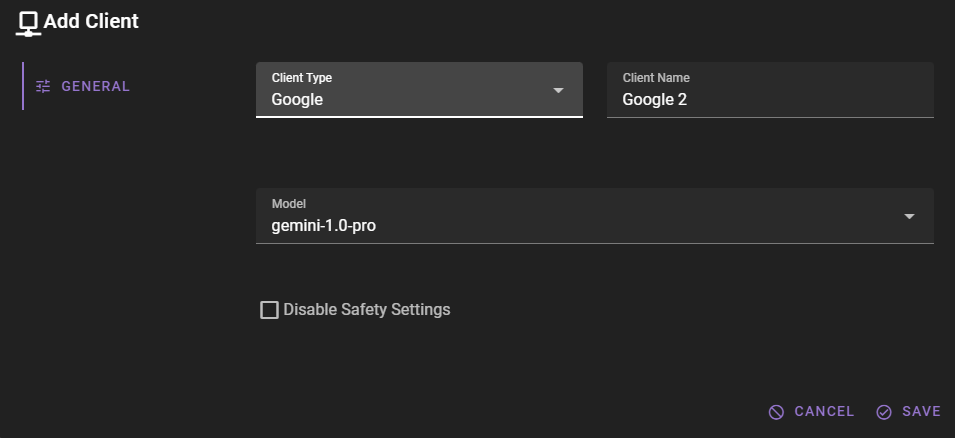 Add Client
GENERAL
Client Type
Google
Client Name
Google 2
Model
gemini-1.0-pro
Disable Safety Settings
CANCEL
SAVE